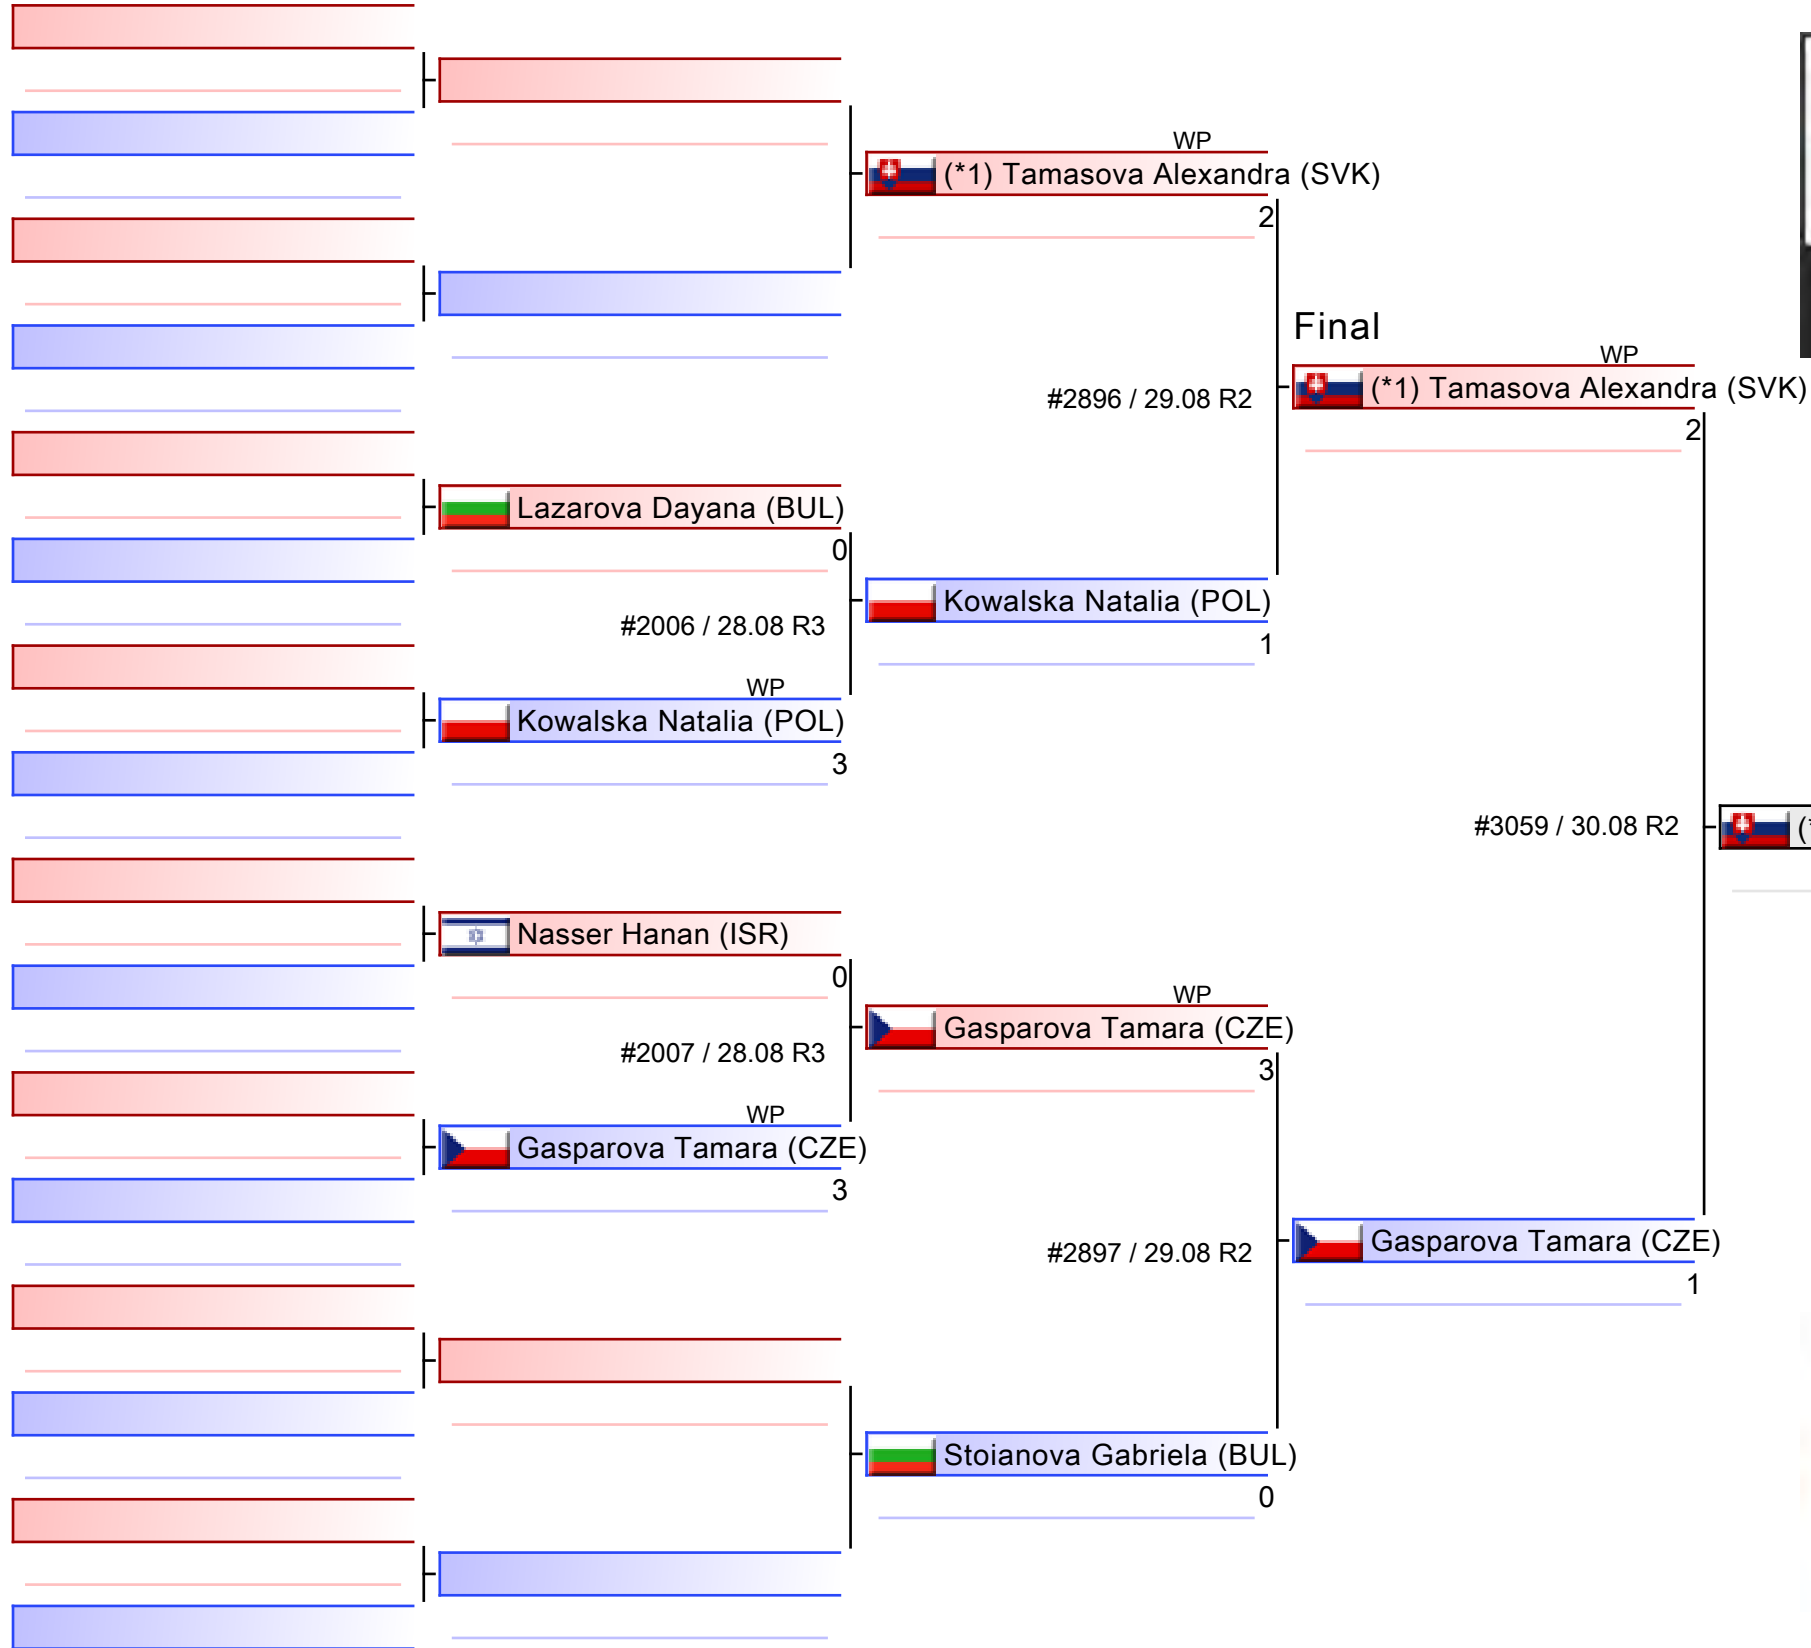 WP
(*1) Tamasova Alexandra (SVK)
2
Final
WP
#2896 / 29.08 R2
(*1) Tamasova Alexandra (SVK)
2
Lazarova Dayana (BUL)
0
Kowalska Natalia (POL)
#2006 / 28.08 R3
1
WP
Kowalska Natalia (POL)
3
#3059 / 30.08 R2
Nasser Hanan (ISR)
0
WP
Gasparova Tamara (CZE)
#2007 / 28.08 R3
3
WP
Gasparova Tamara (CZE)
3
#2897 / 29.08 R2
Gasparova Tamara (CZE)
1
Stoianova Gabriela (BUL)
0